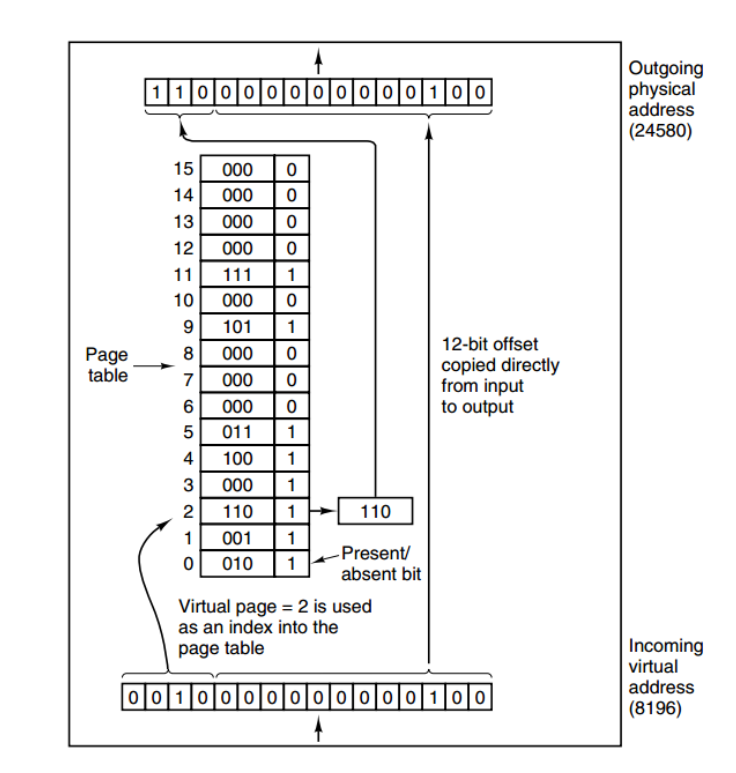 Outgoing
physical
address
(24580)
1 1 0 0 0 0 0 0 0 0 0 0 1 0 0
15 000 0
14 000 0
13 000 0
12 000 0
11 111 1
10 000 0
9 101 1
8 000 0
7 000 0
6 000 0
5 011 1
4 100 1
3 000 1
2 110 1 110
1 001 1
0 010 1
Page
table
12-bit offset
copied directly
from input
to output
Present/
absent bit
Virtual page = 2 is used
as an index into the
page table
0 0 1 0 0 0 0 0 0 0 0 0 0 1 0 0
Incoming
virtual
address
(8196)